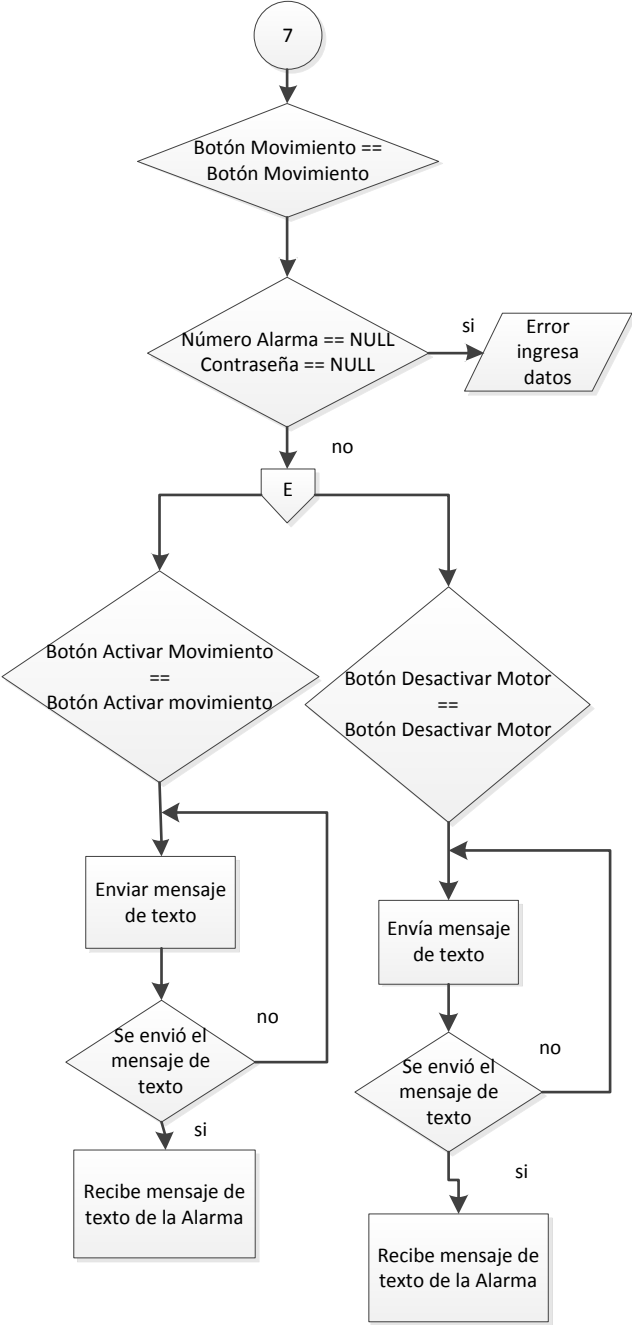 7
Botón Movimiento ==
Botón Movimiento
Número Alarma == NULL
Contraseña == NULL
si
Error
ingresa
datos
no
E
Botón Activar Movimiento
==
Botón Activar movimiento
Botón Desactivar Motor
==
Botón Desactivar Motor
Enviar mensaje
de texto
Envía mensaje
de texto
Se envió el
mensaje de
texto
no
Se envió el
mensaje de
texto
no
si
Recibe mensaje de
texto de la Alarma
si
Recibe mensaje de
texto de la Alarma